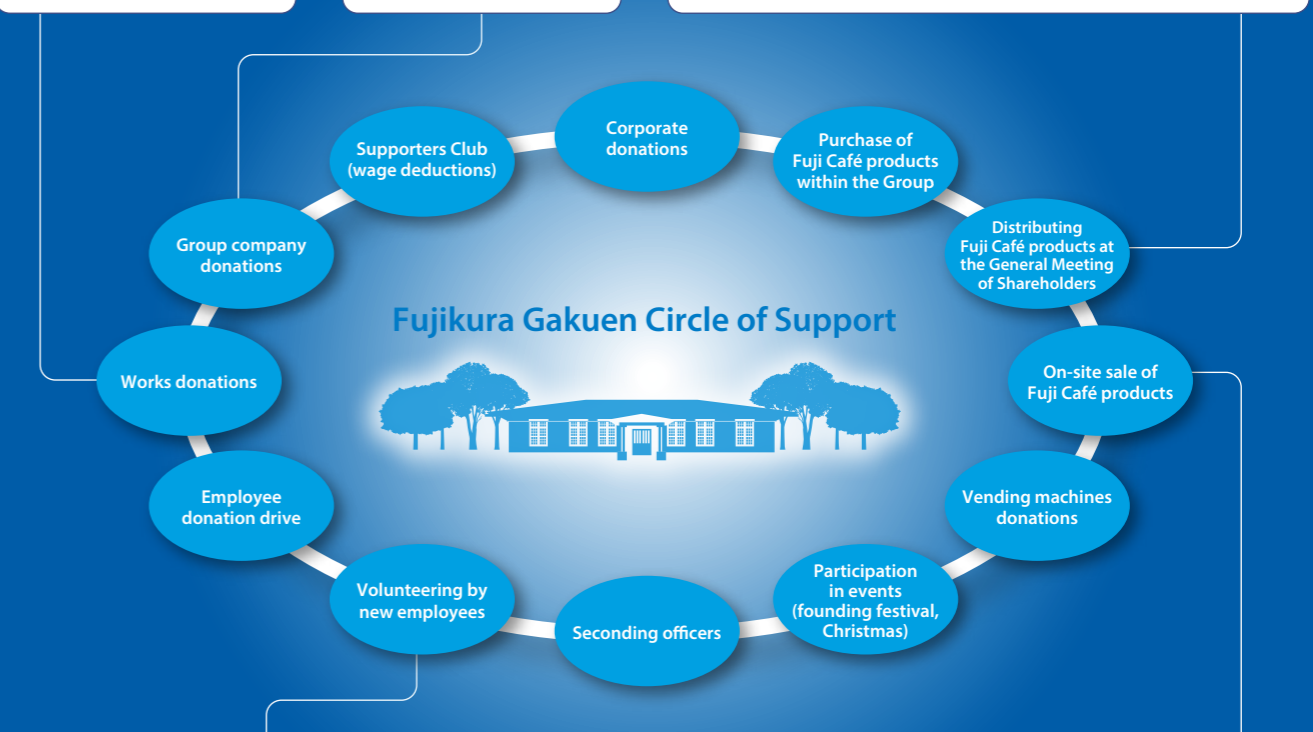 Corporate
donations
Supporters Club
(wage deductions)
Purchase of
Fuji Café products
within the Group
Group company
donations
Distributing
Fuji Café products at
the General Meeting
of Shareholders
Fujikura Gakuen Circle of Support
Works donations
On-site sale of
Fuji Café products
Employee
donation drive
Vending machines
donations
Volunteering by
new employees
Participation
in events
(founding festival,
Christmas)
Seconding officers